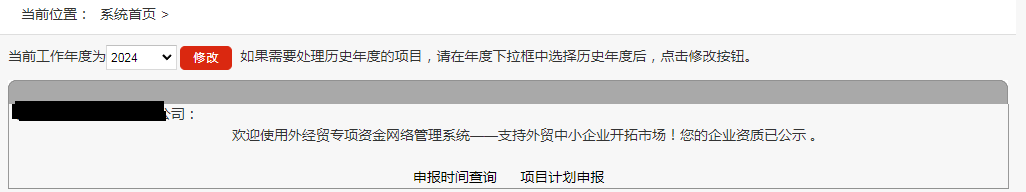 当前位置： 系统首页 >
当前工作年度为 2024 修改 如果需要处理历史年度的项目，请在年度下拉框中选择历史年度后，点击修改按钮。
公司：
欢迎使用外经贸专项资金网络管理系统——支持外贸中小企业开拓市场！您的企业资质已公示 。
申报时间查询 项目计划申报